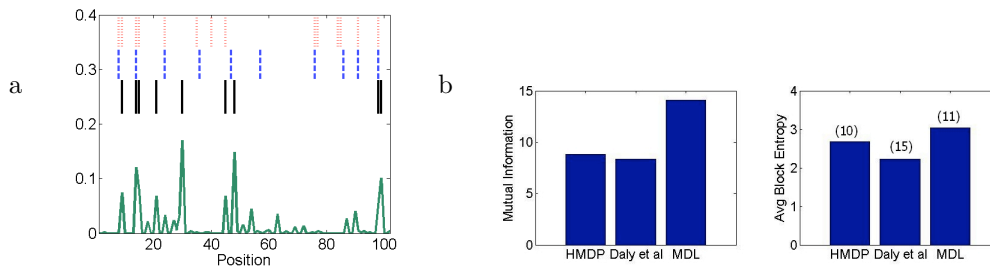 a
0.4
0.3
0.2
0.1
0
20
40
60
80
100
Position
b
Mutual Information
15
10
5
0
HMDP
Daly et al
MDL
Avg Block Entropy
4
3
2
1
0
(10)
(15)
(11)
HMDP
Daly et al
MDL